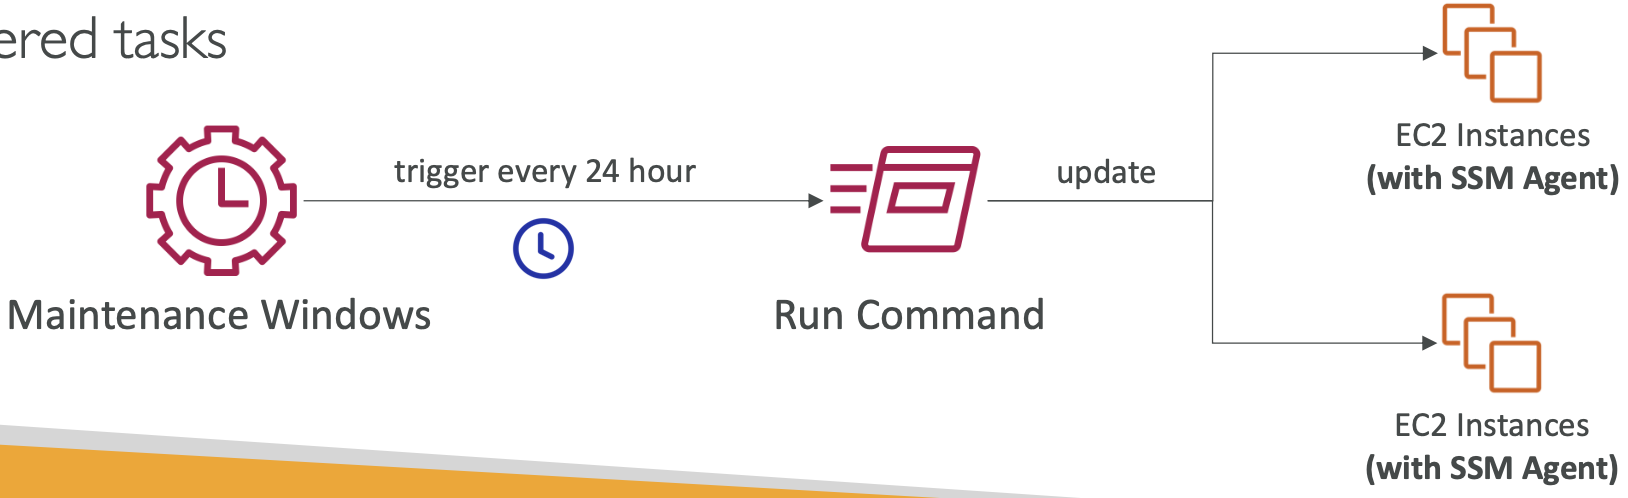 ered tasks
trigger every 24 hour
update
Maintenance Windows
Run Command
EC2 Instances
(with SSM Agent)
EC2 Instances
(with SSM Agent)